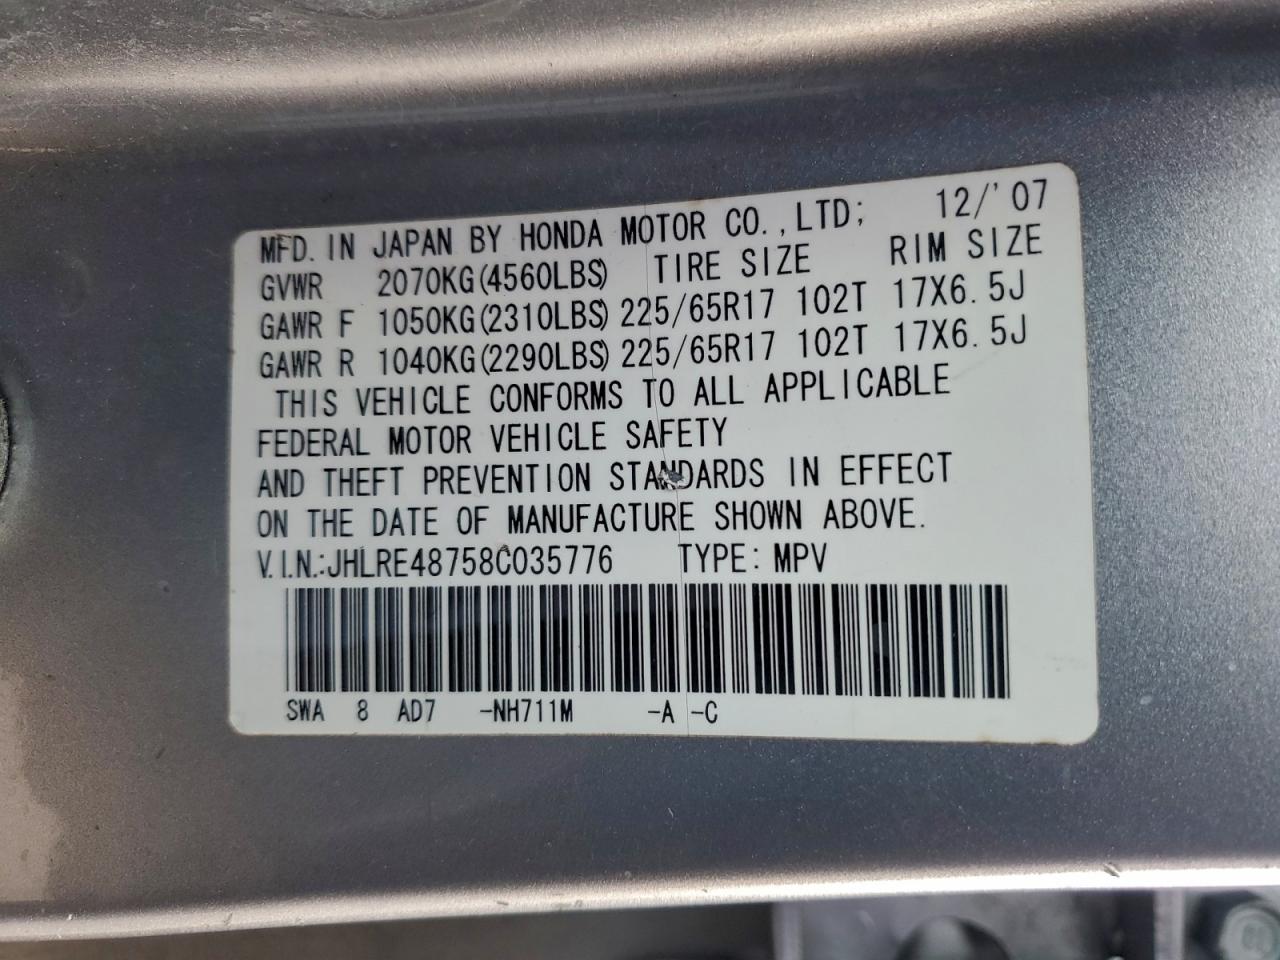 MFD. IN JAPAN BY HONDA MOTOR CO.,LTD; 12/'07
GVWR 2070KG(4560LBS) TIRE SIZE RIM SIZE
GAWR F 1050KG(2310LBS) 225/65R17 102T 17X6.5J
GAWR R 1040KG(2290LBS) 225/65R17 102T 17X6.5J
THIS VEHICLE CONFORMS TO ALL APPLICABLE
FEDERAL MOTOR VEHICLE SAFETY
AND THEFT PREVENTION STANDARDS IN EFFECT
ON THE DATE OF MANUFACTURE SHOWN ABOVE.
V.I.N.:JHLRE48758C035776 TYPE: MPV
SWA 8 AD7 -NH711M -A -C